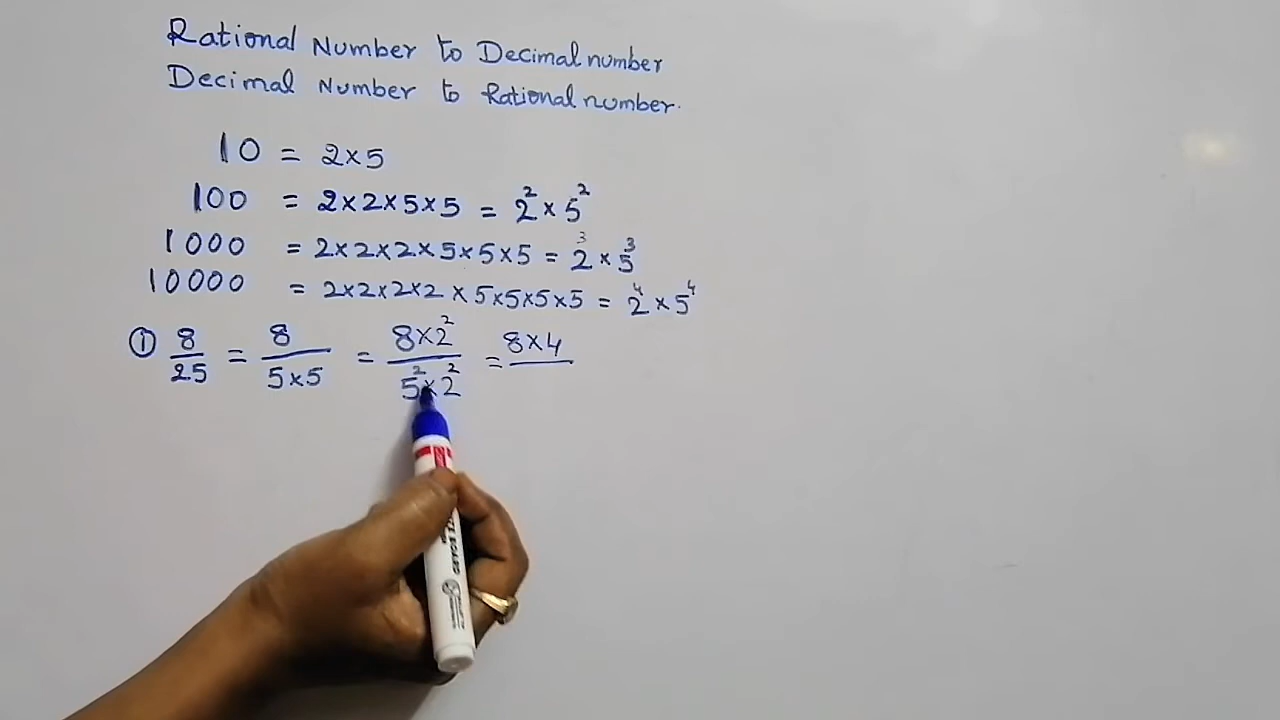 Rational Number to Decimal number
Decimal Number to Rational number.
10 = 2×5
100 = 2×2×5×5 = 2² × 5²
1000 = 2×2×2×5×5×5 = 2³ × 5³
10000 = 2×2×2×2 × 5×5×5×5 = 2⁴ × 5⁴
① 8/25 = 8/(5×5) = (8×2²)/(5²×2²) = 8×4